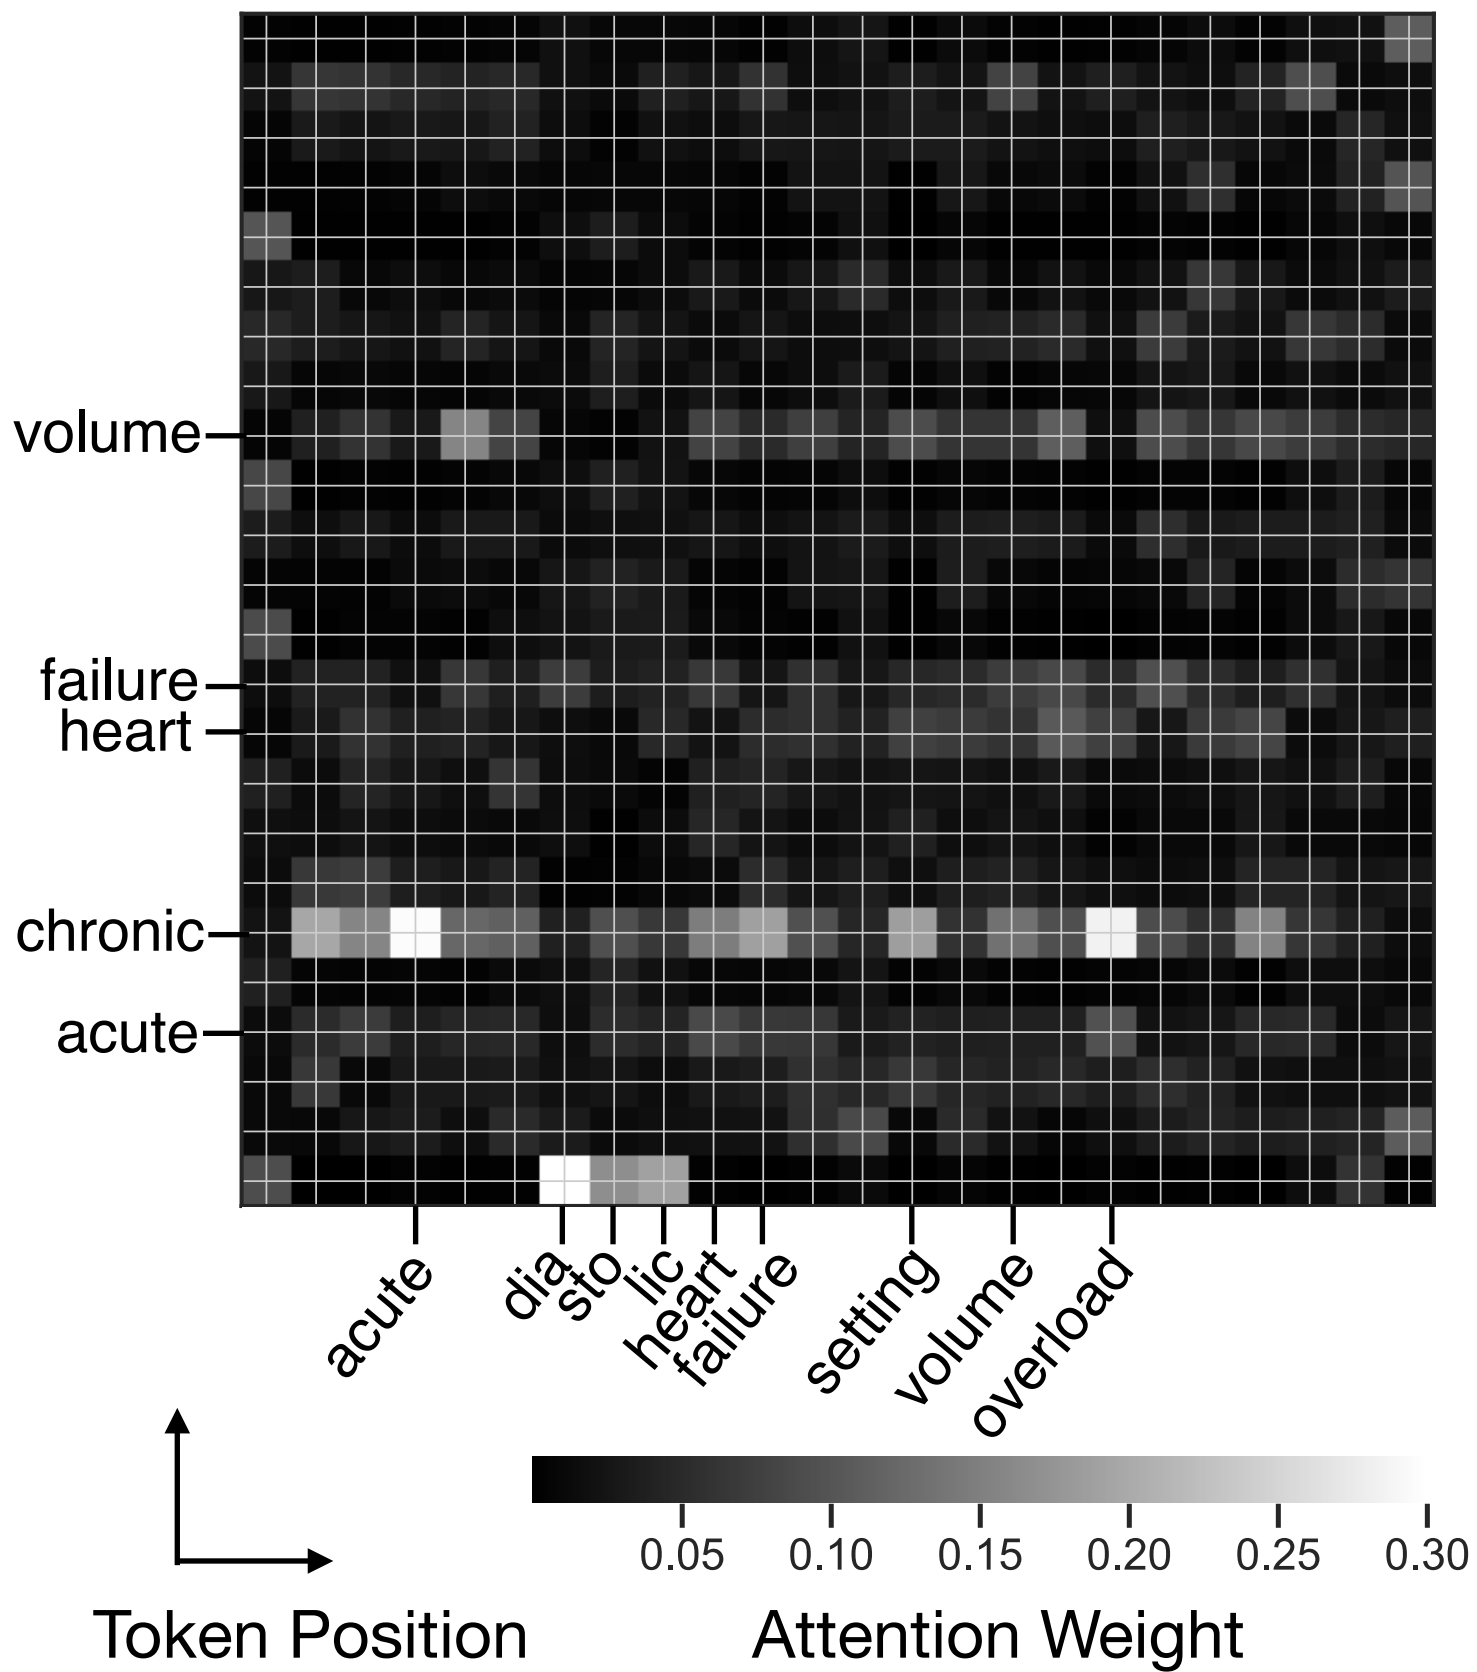 volume
failure
heart
chronic
acute
acute
dia
sto
lic
heart
failure
setting
volume
overload
0.05 0.10 0.15 0.20 0.25 0.30
Token Position
Attention Weight